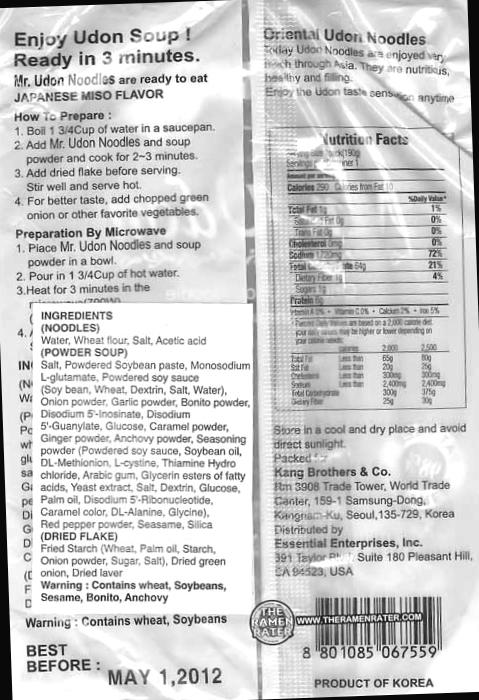 Enjoy Udon Soup !
Ready in 3 minutes.
Mr. Udon Noodles are ready to eat
JAPANESE MISO FLAVOR
How To Prepare :
1. Boil 1 3/4Cup of water in a saucepan.
2. Add Mr. Udon Noodles and soup
powder and cook for 2~3 minutes.
3. Add dried flake before serving.
Stir well and serve hot.
4. For better taste, add chopped green
onion or other favorite vegetables.
Preparation By Microwave
1. Place Mr. Udon Noodles and soup
powder in a bowl.
2. Pour in 1 3/4Cup of hot water.
3.Heat for 3 minutes in the
4.
INGREDIENTS
(NOODLES)
Water, Wheat flour, Salt, Acetic acid
(POWDER SOUP)
Salt, Powdered Soybean paste, Monosodium
L-glutamate, Powdered soy sauce
(Soy bean, Wheat, Dextrin, Salt, Water),
Onion powder, Garlic powder, Bonito powder,
Disodium 5'-Inosinate, Disodium
5'-Guanylate, Glucose, Caramel powder,
Ginger powder, Anchovy powder, Seasoning
powder (Powdered soy sauce, Soybean oil,
DL-Methionion, L-cystine, Thiamine Hydro
chloride, Arabic gum, Glycerin esters of fatty
acids, Yeast extract, Salt, Dextrin, Glucose,
Palm oil, Disodium 5'-Ribonucleotide,
Caramel color, DL-Alanine, Glycine),
Red pepper powder, Seasame, Silica
(DRIED FLAKE)
Fried Starch (Wheat, Palm oil, Starch,
Onion powder, Sugar, Salt), Dried green
onion, Dried laver
Warning : Contains wheat, Soybeans,
Sesame, Bonito, Anchovy
Warning : Contains wheat, Soybeans
BEST
BEFORE : MAY 1,2012
Oriental Udon Noodles
Today Udon Noodles are enjoyed very
much through Asia. They are nutritious,
healthy and filling.
Enjoy the Udon taste sensation anytime
Nutrition Facts
Amount per serving
Calories 290 Calories from Fat 10
%Daily Value*
Total Fat 1g 1%
Saturated Fat 0g 0%
Trans Fat 0g 0%
Cholesterol 0mg 0%
Sodium 1720mg 72%
Total Carbohydrate 64g 21%
Dietary Fiber 1g 4%
Sugars 1g
Protein 6g
Vitamin A 0% • Vitamin C 0% • Calcium 2% • Iron 5%
* Percent Daily Values are based on a 2,000 calorie diet.
your daily values may be higher or lower depending on
your calorie needs:
calories 2,000 2,500
Total Fat Less than 65g 80g
Sat Fat Less than 20g 25g
Cholesterol Less than 300mg 300mg
Sodium Less than 2,400mg 2,400mg
Total Carbohydrate 300g 375g
Dietary Fiber 25g 30g
Store in a cool and dry place and avoid
direct sunlight.
Packed for
Kang Brothers & Co.
Rm 3908 Trade Tower, World Trade
Center, 159-1 Samsung-Dong,
Kangnam-Ku, Seoul,135-729, Korea
Distributed by
Essential Enterprises, Inc.
391 Taylor Suite 180 Pleasant Hill,
CA 94523, USA
THE
RAMEN
RATER
WWW.THERAMENRATER.COM
8 801085 067559
PRODUCT OF KOREA